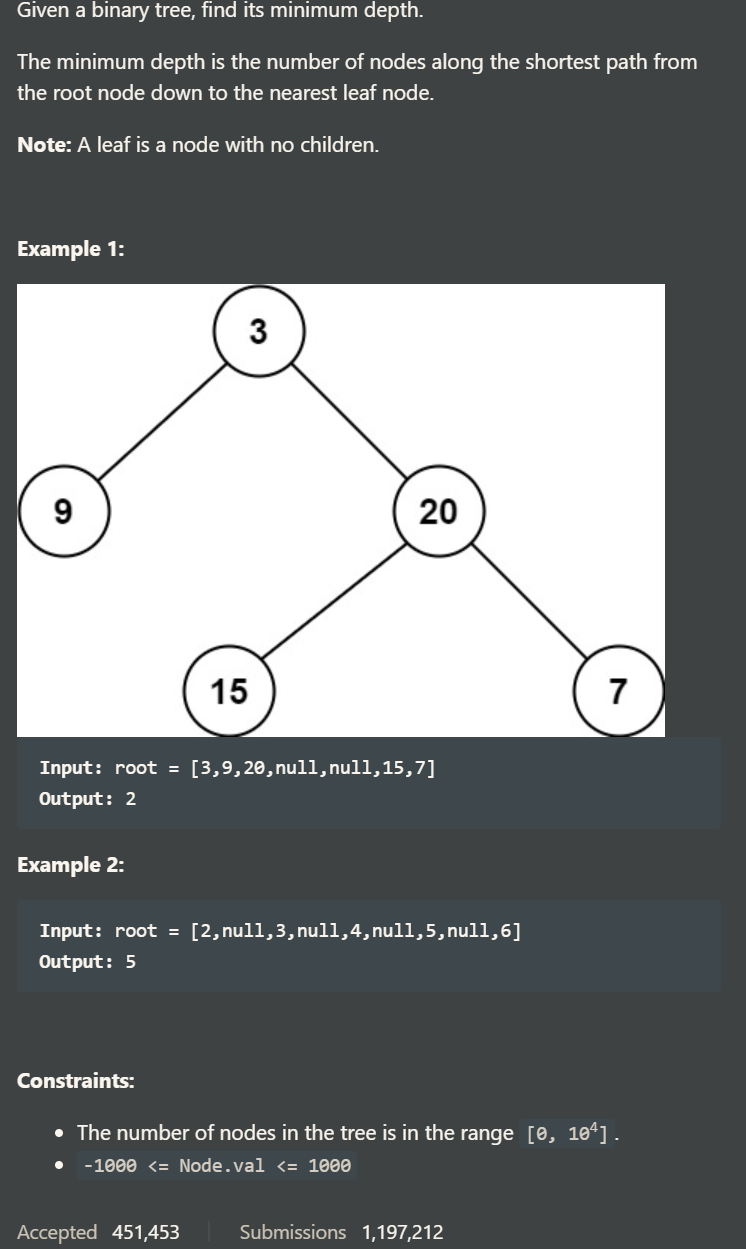 Given a binary tree, find its minimum depth.
The minimum depth is the number of nodes along the shortest path from
the root node down to the nearest leaf node.
Note: A leaf is a node with no children.
Example 1:
3
9
20
15
7
Input: root = [3,9,20,null,null,15,7]
Output: 2
Example 2:
Input: root = [2,null,3,null,4,null,5,null,6]
Output: 5
Constraints:
• The number of nodes in the tree is in the range [0, 10⁴].
• -1000 <= Node.val <= 1000
Accepted 451,453 | Submissions 1,197,212